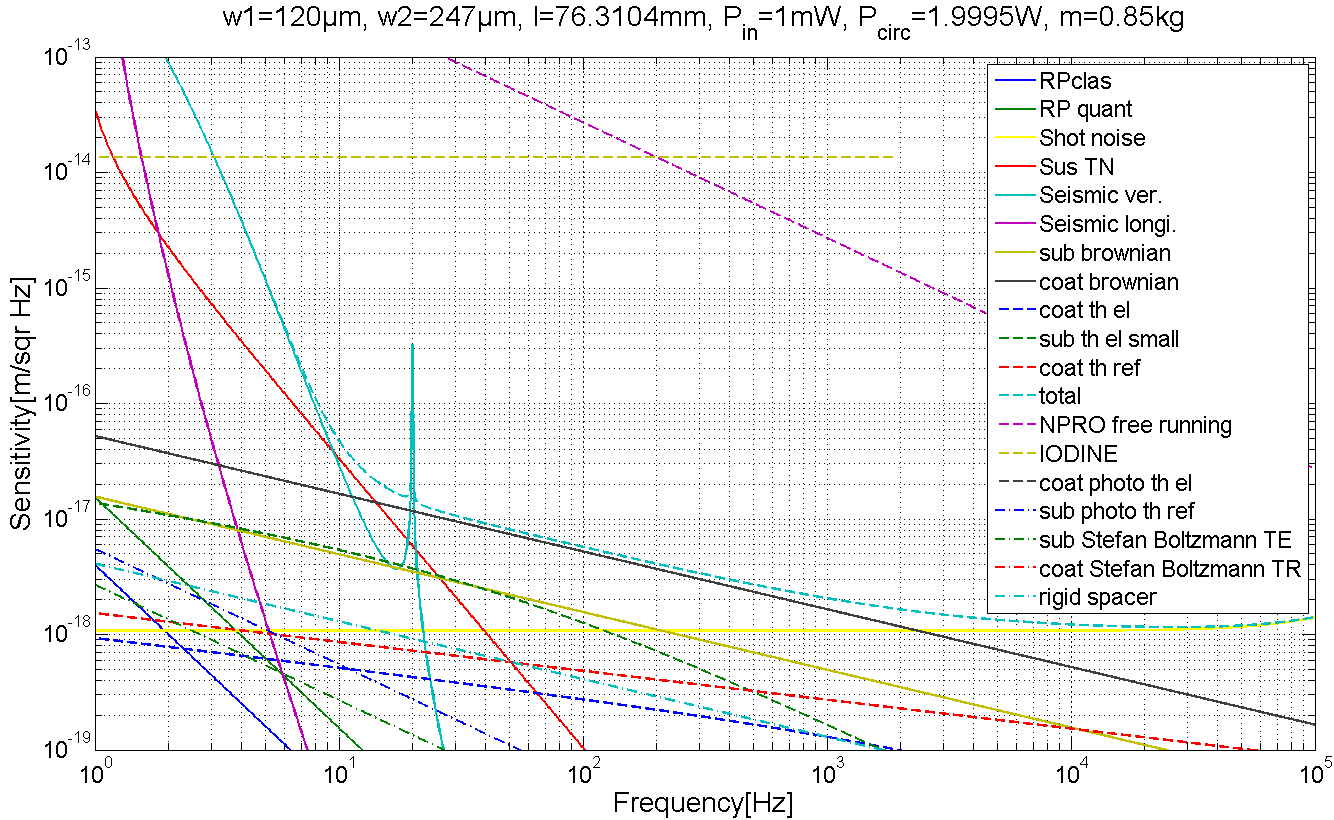 w1=120µm, w2=247µm, l=76.3104mm, P_in=1mW, P_circ=1.9995W, m=0.85kg
10^-13
10^-14
10^-15
10^-16
10^-17
10^-18
10^-19
Sensitivity[m/sqr Hz]
RPclas
RP quant
Shot noise
Sus TN
Seismic ver.
Seismic longi.
sub brownian
coat brownian
coat th el
sub th el small
coat th ref
total
NPRO free running
IODINE
coat photo th el
sub photo th ref
sub Stefan Boltzmann TE
coat Stefan Boltzmann TR
rigid spacer
10^0 10^1 10^2 10^3 10^4 10^5
Frequency[Hz]